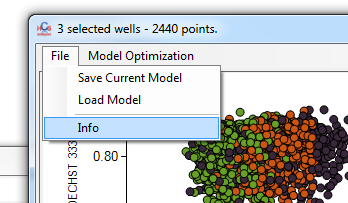 3 selected wells - 2440 points.
File Model Optimization
Save Current Model
Load Model
Info
0.80